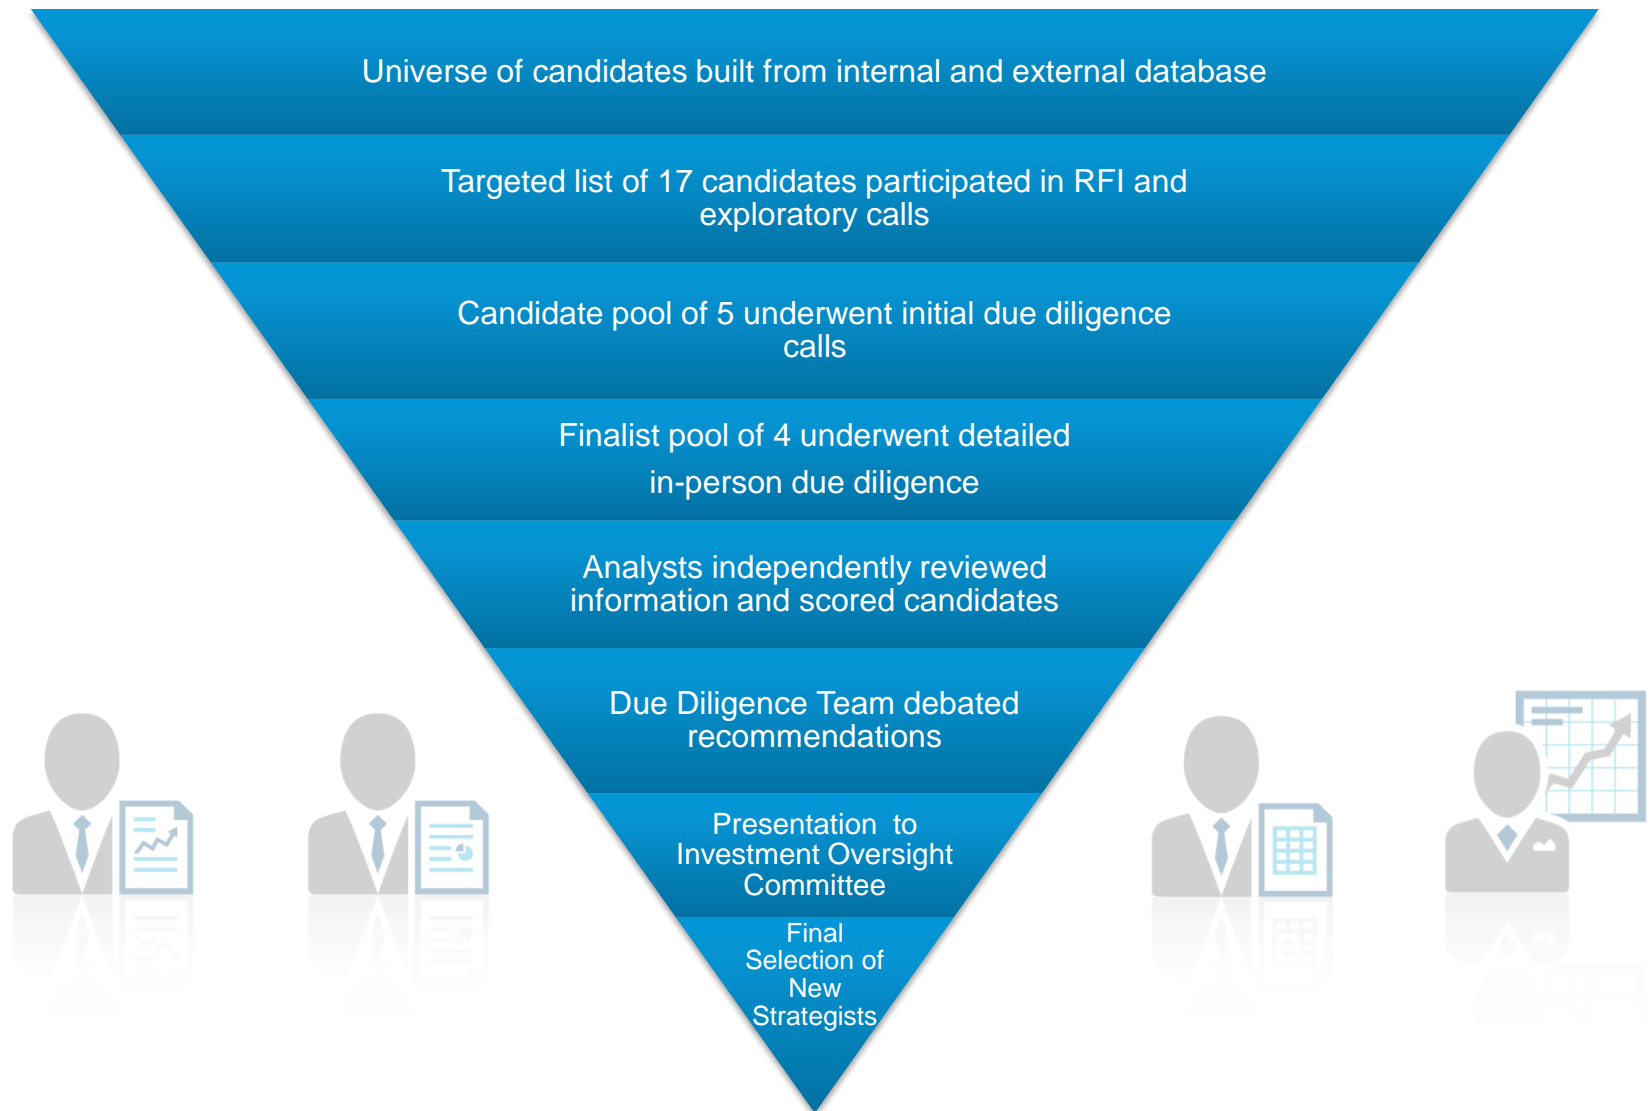 Universe of candidates built from internal and external database
Targeted list of 17 candidates participated in RFI and
exploratory calls
Candidate pool of 5 underwent initial due diligence
calls
Finalist pool of 4 underwent detailed
in-person due diligence
Analysts independently reviewed
information and scored candidates
Due Diligence Team debated
recommendations
Presentation to
Investment Oversight
Committee
Final
Selection of
New
Strategists